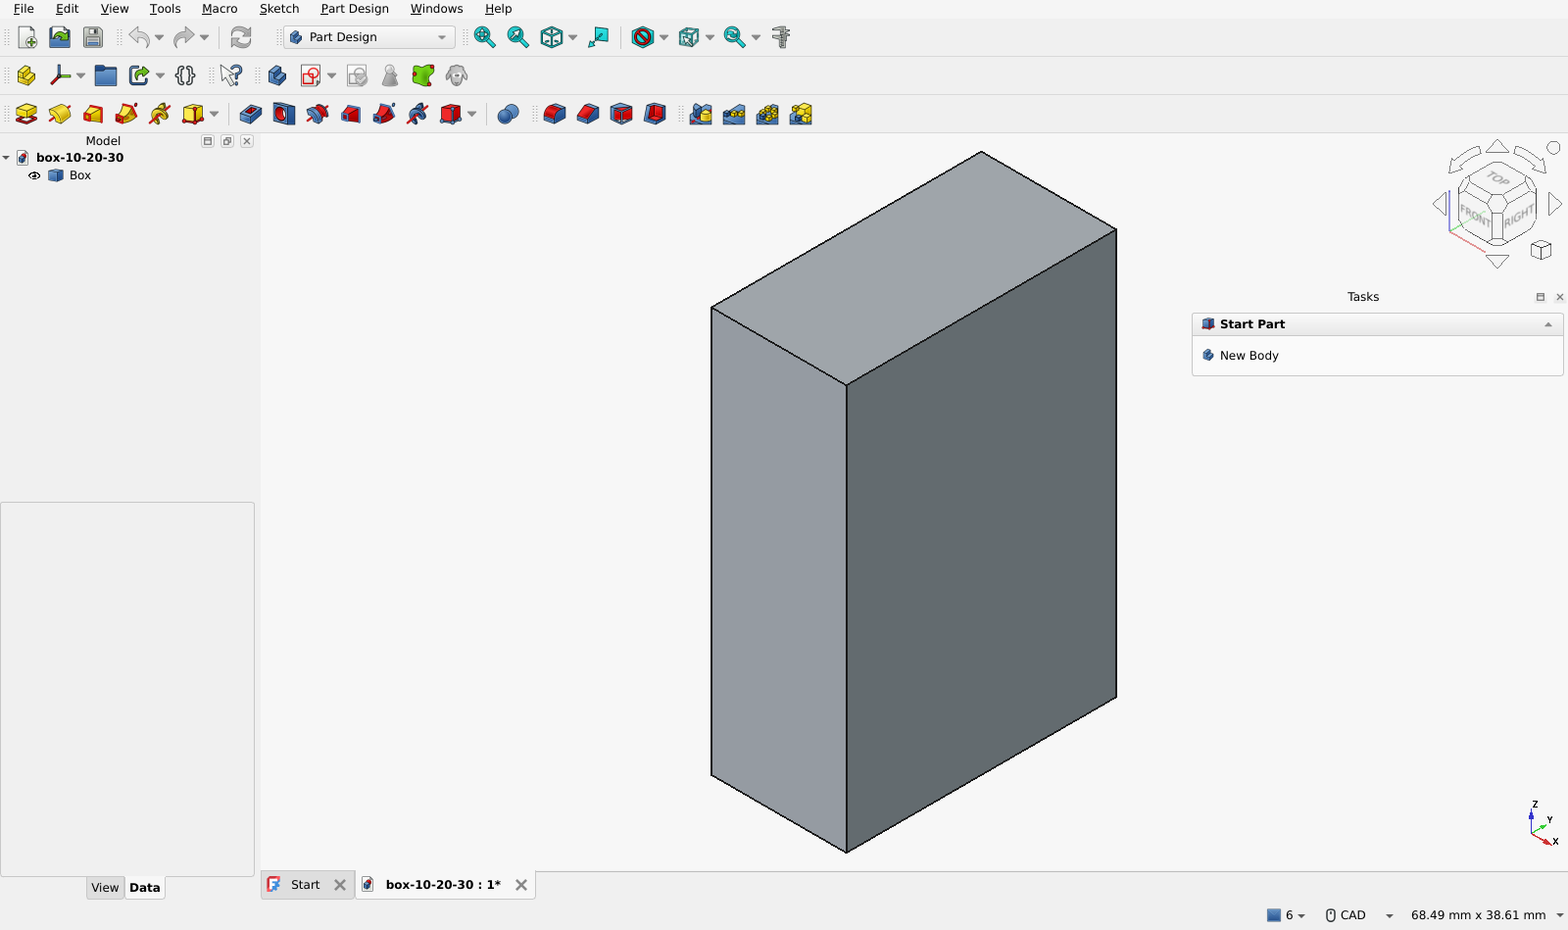 File Edit View Tools Macro Sketch Part Design Windows Help
Part Design
Model
box-10-20-30
Box
TOP
FRONT
RIGHT
Tasks
Start Part
New Body
Z
Y
X
View Data
Start box-10-20-30 : 1*
6 CAD 68.49 mm x 38.61 mm